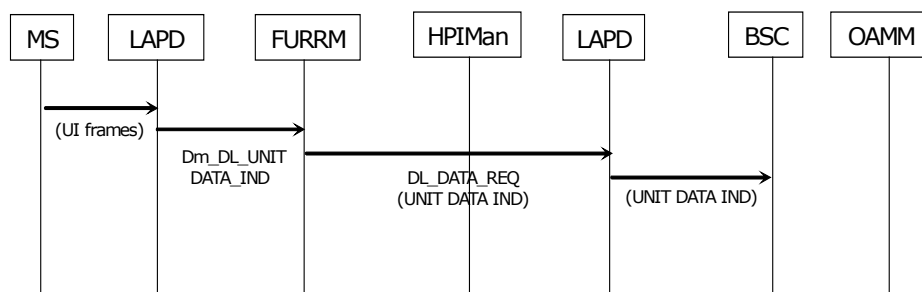 MS LAPD FURRM HPIMan LAPD BSC OAMM
(UI frames)
Dm_DL_UNIT
DATA_IND
DL_DATA_REQ
(UNIT DATA IND)
(UNIT DATA IND)